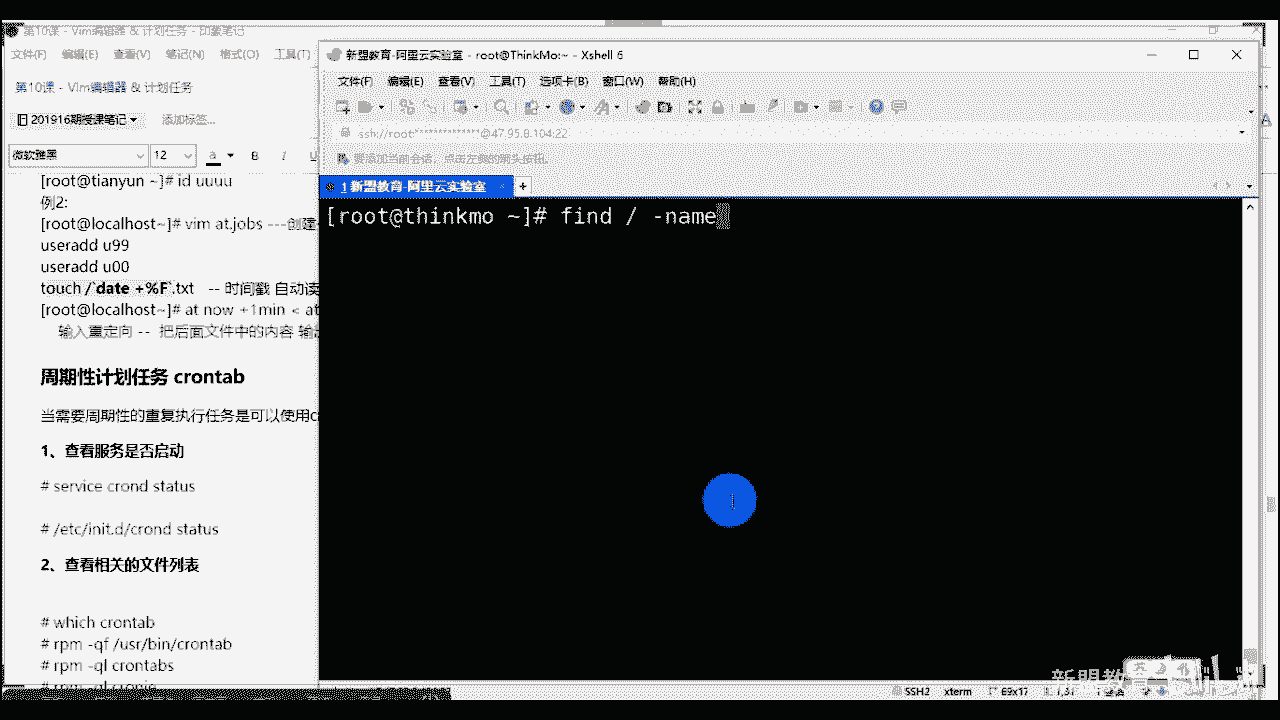 第10课 - Vim编辑器 & 计划任务 - 印象笔记
文件(F) 编辑(E) 查看(V) 笔记(N) 格式(O) 工具(T)
第10课 - Vim编辑器 & 计划任务
201916期授课笔记 添加标签...
微软雅黑 12 a B I U
[root@tianyun ~]# id uuuu
例2:
[root@localhost~]# vim at.jobs ---创建
useradd u99
useradd u00
touch /`date +%F`.txt -- 时间戳 自动读
[root@localhost~]# at now +1min < at
输入重定向 -- 把后面文件中的内容 输
周期性计划任务 crontab
当需要周期性的重复执行任务是可以使用c
1、查看服务是否启动
# service crond status
# /etc/init.d/crond status
2、查看相关的文件列表
# which crontab
# rpm -qf /usr/bin/crontab
# rpm -ql crontabs
# rpm -ql cronie
新盟教育-阿里云实验室 - root@ThinkMo:~ - Xshell 6
文件(F) 编辑(E) 查看(V) 工具(T) 选项卡(B) 窗口(W) 帮助(H)
ssh://root:**************@47.95.8.104:22
要添加当前会话，点击左侧的箭头按钮。
1 新盟教育-阿里云实验室
[root@thinkmo ~]# find / -name
SSH2 xterm 69x17
新盟教育